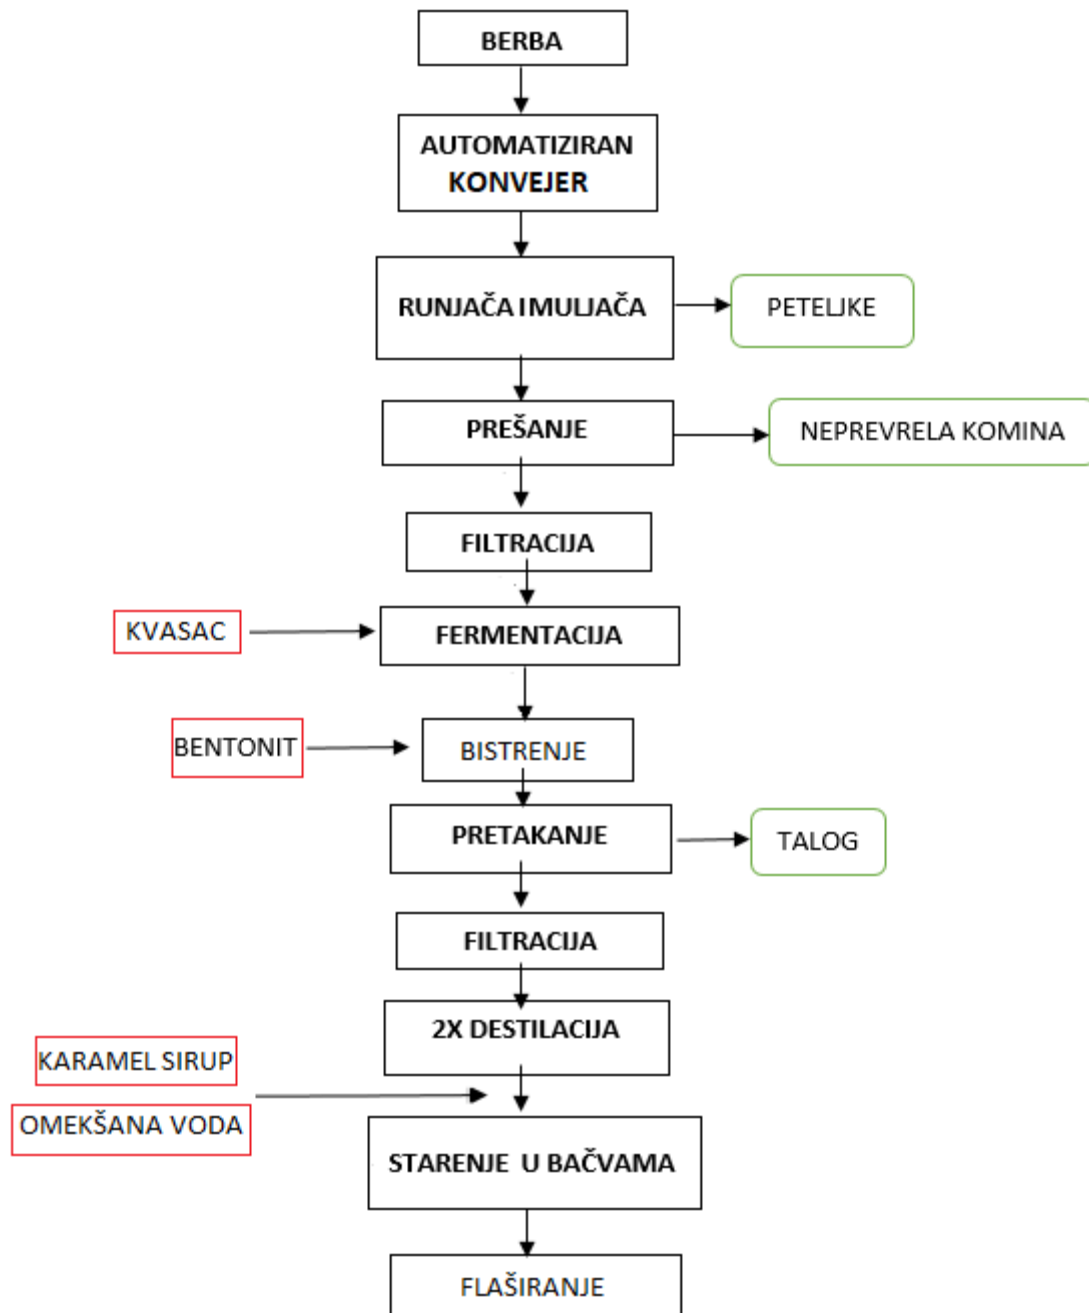 BERBA
AUTOMATIZIRAN
KONVEJER
RUNJAČA I MULJAČA
PETELJKE
PREŠANJE
NEPREVRELA KOMINA
FILTRACIJA
KVASAC
FERMENTACIJA
BENTONIT
BISTRENJE
PRETAKANJE
TALOG
FILTRACIJA
2X DESTILACIJA
KARAMEL SIRUP
OMEKŠANA VODA
STARENJE U BAČVAMA
FLAŠIRANJE